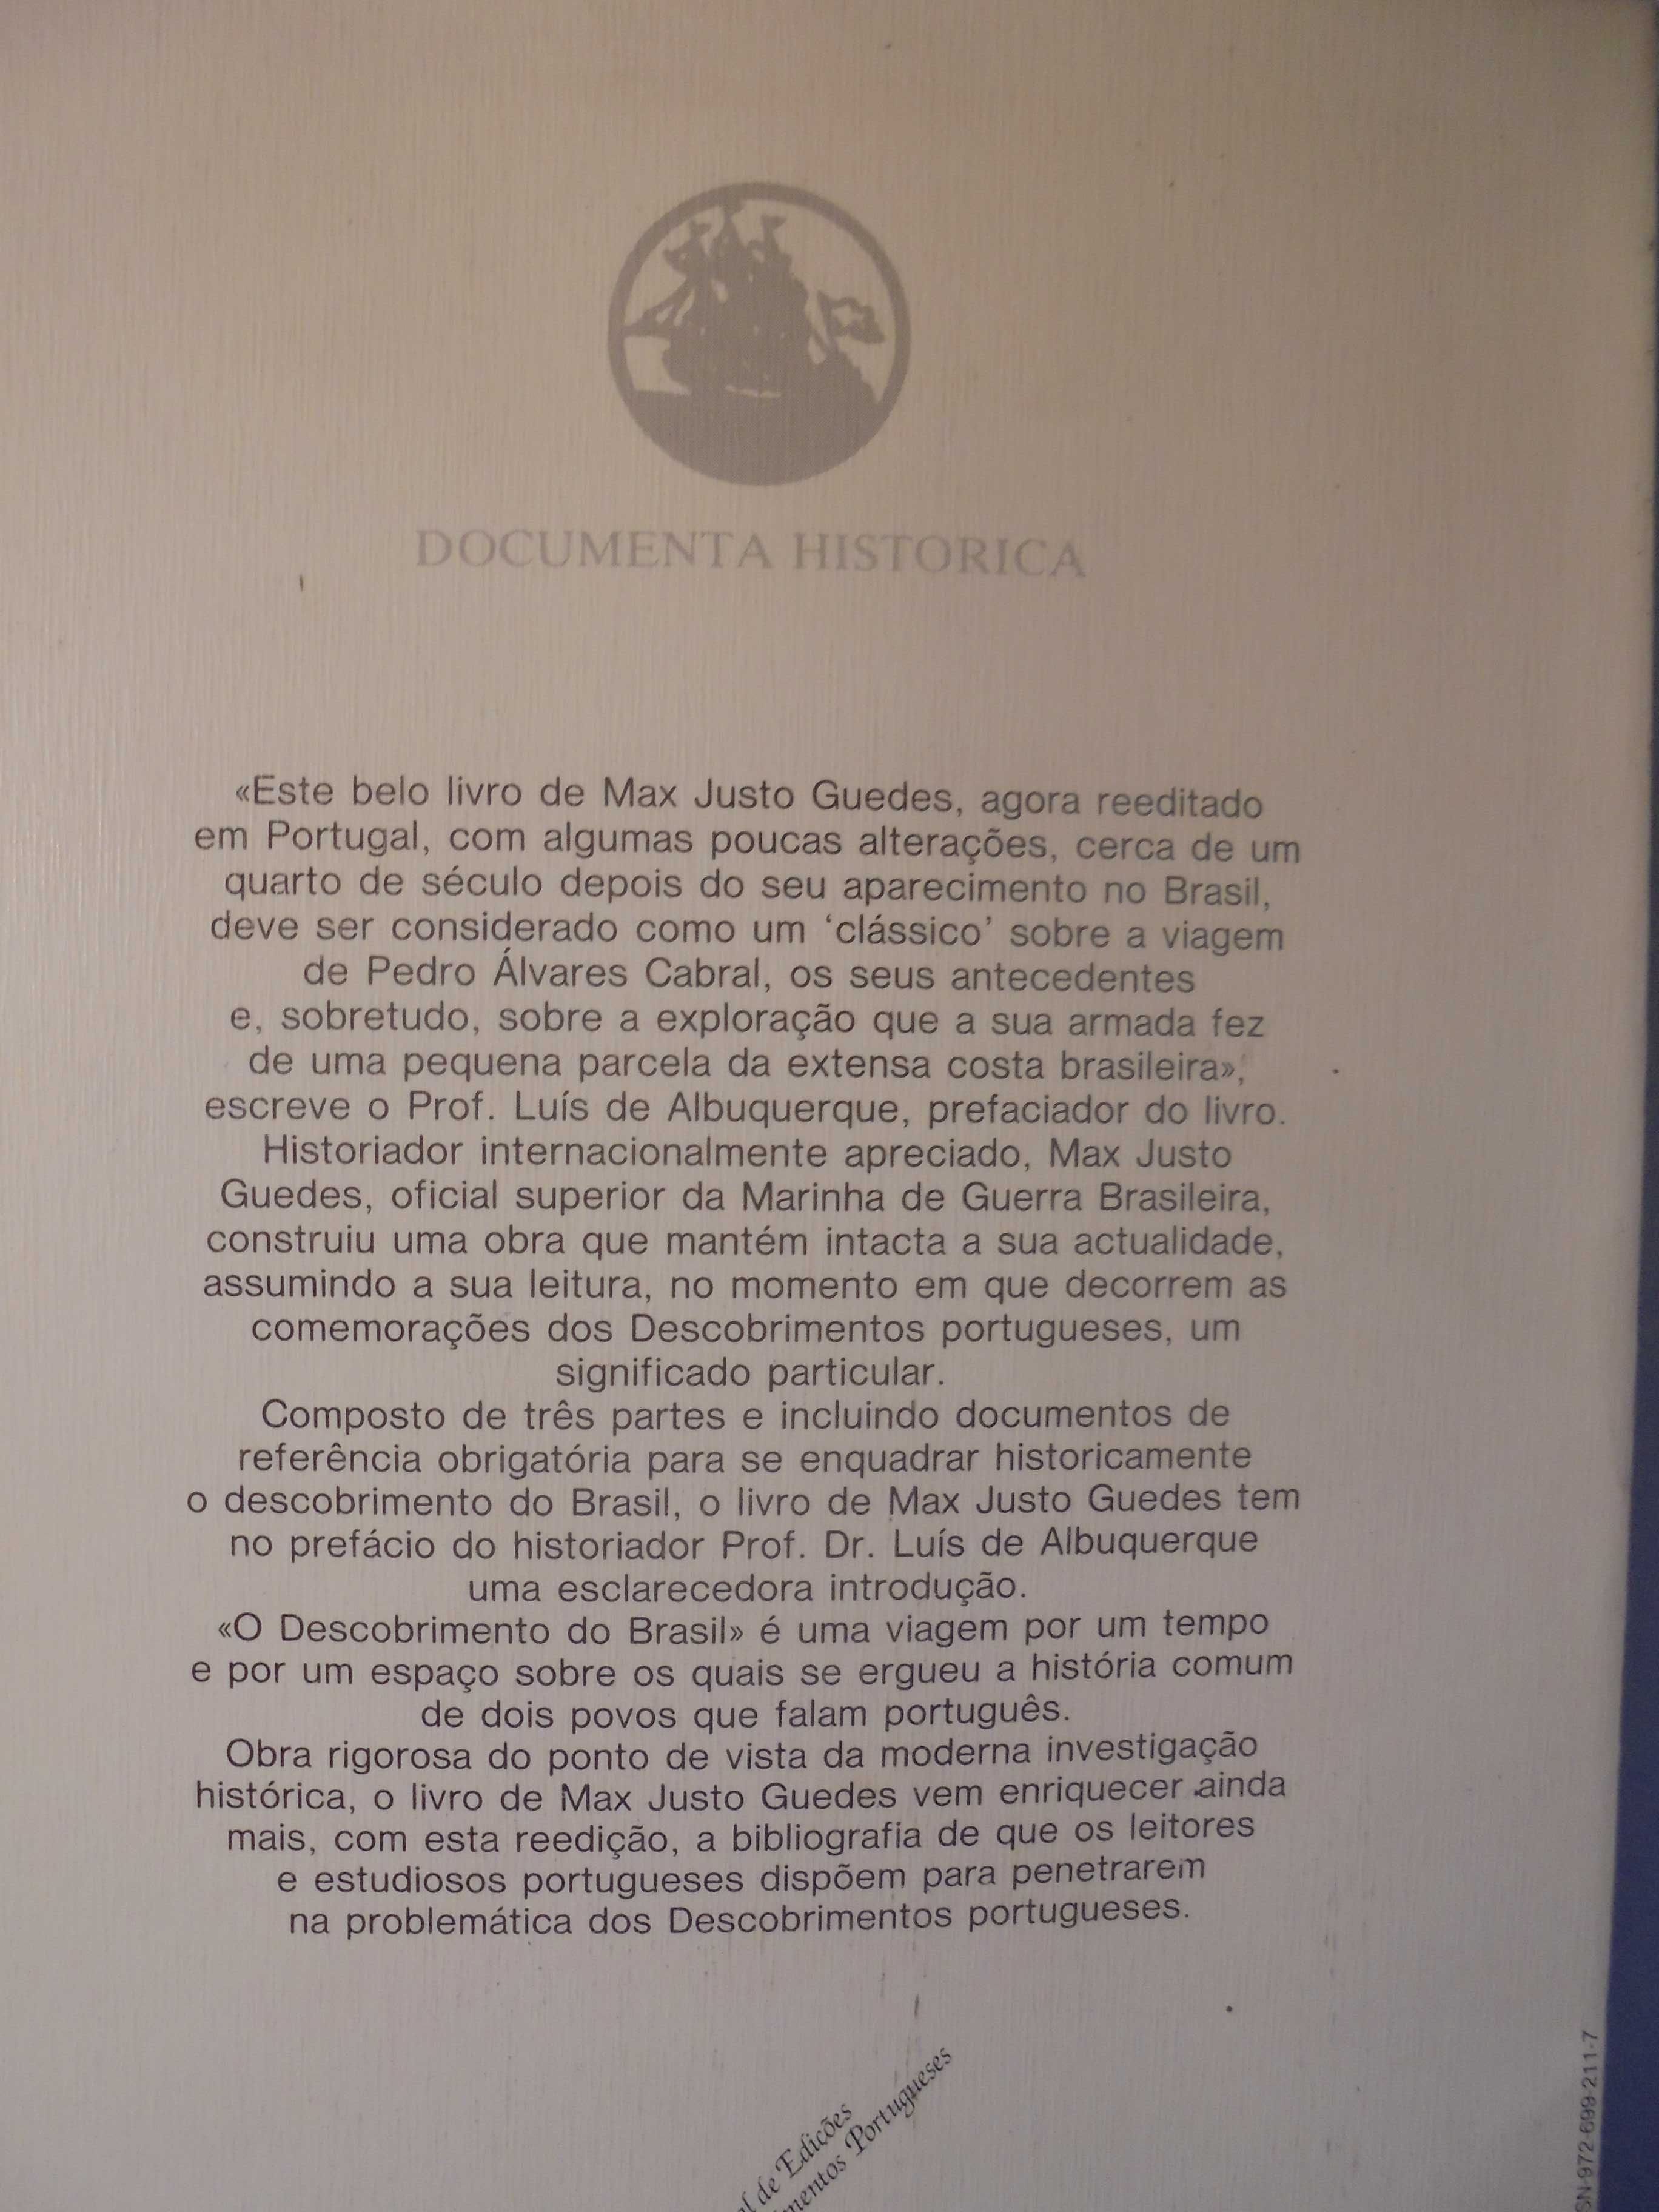 DOCUMENTA HISTORICA
«Este belo livro de Max Justo Guedes, agora reeditado
em Portugal, com algumas poucas alterações, cerca de um
quarto de século depois do seu aparecimento no Brasil,
deve ser considerado como um ‘clássico’ sobre a viagem
de Pedro Álvares Cabral, os seus antecedentes
e, sobretudo, sobre a exploração que a sua armada fez
de uma pequena parcela da extensa costa brasileira»,
escreve o Prof. Luís de Albuquerque, prefaciador do livro.
Historiador internacionalmente apreciado, Max Justo
Guedes, oficial superior da Marinha de Guerra Brasileira,
construiu uma obra que mantém intacta a sua actualidade,
assumindo a sua leitura, no momento em que decorrem as
comemorações dos Descobrimentos portugueses, um
significado particular.
Composto de três partes e incluindo documentos de
referência obrigatória para se enquadrar historicamente
o descobrimento do Brasil, o livro de Max Justo Guedes tem
no prefácio do historiador Prof. Dr. Luís de Albuquerque
uma esclarecedora introdução.
«O Descobrimento do Brasil» é uma viagem por um tempo
e por um espaço sobre os quais se ergueu a história comum
de dois povos que falam português.
Obra rigorosa do ponto de vista da moderna investigação
histórica, o livro de Max Justo Guedes vem enriquecer ainda
mais, com esta reedição, a bibliografia de que os leitores
e estudiosos portugueses dispõem para penetrarem
na problemática dos Descobrimentos portugueses.
de Edições
Portugueses
972-699-211-7